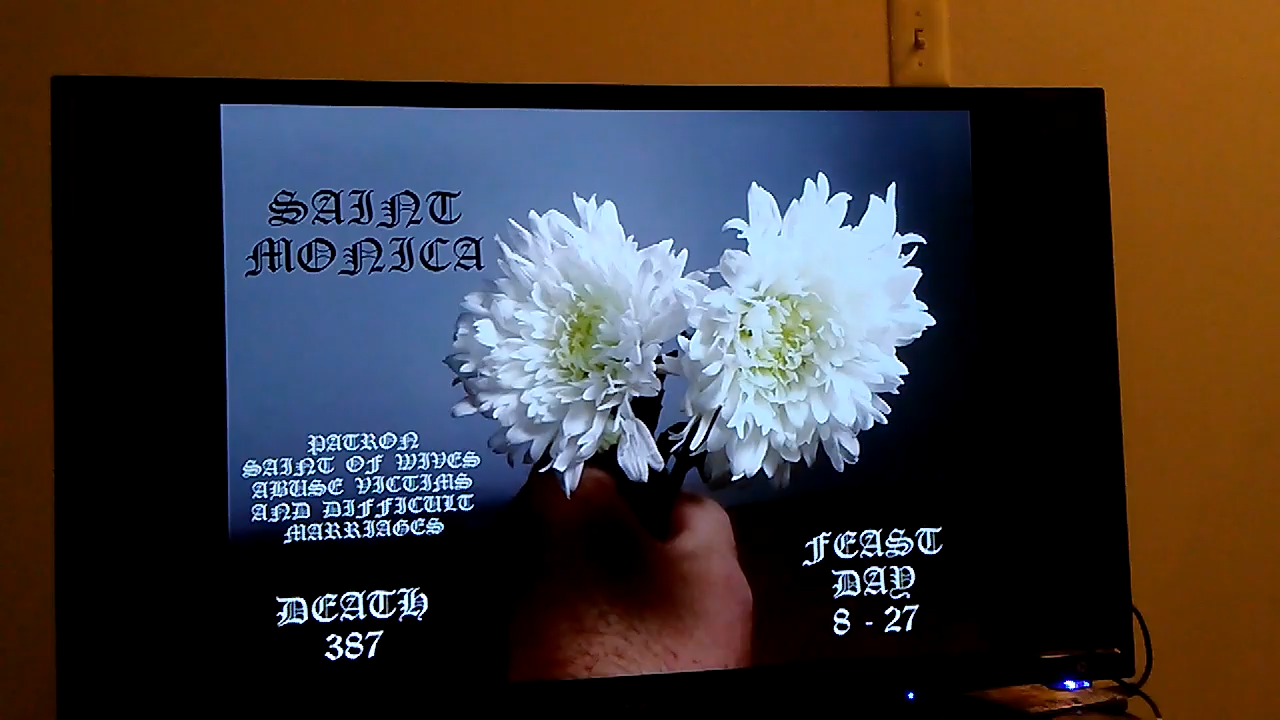 SAINT
MONICA
PATRON
SAINT OF WIVES
ABUSE VICTIMS
AND DIFFICULT
MARRIAGES
DEATH
387
FEAST
DAY
8 - 27